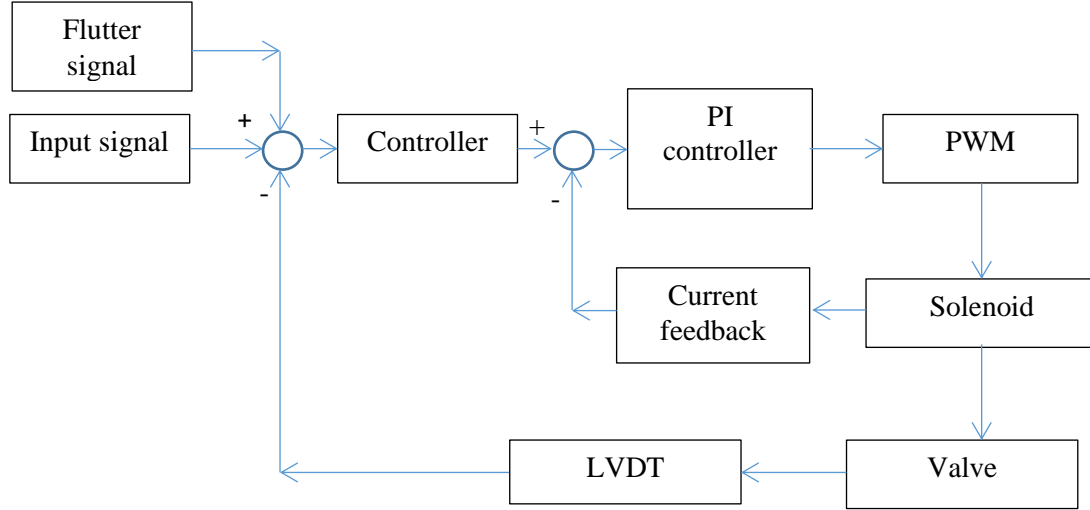 Flutter
signal
+
Input signal
Controller
+
PI
controller
PWM
-
-
Current
feedback
Solenoid
LVDT
Valve